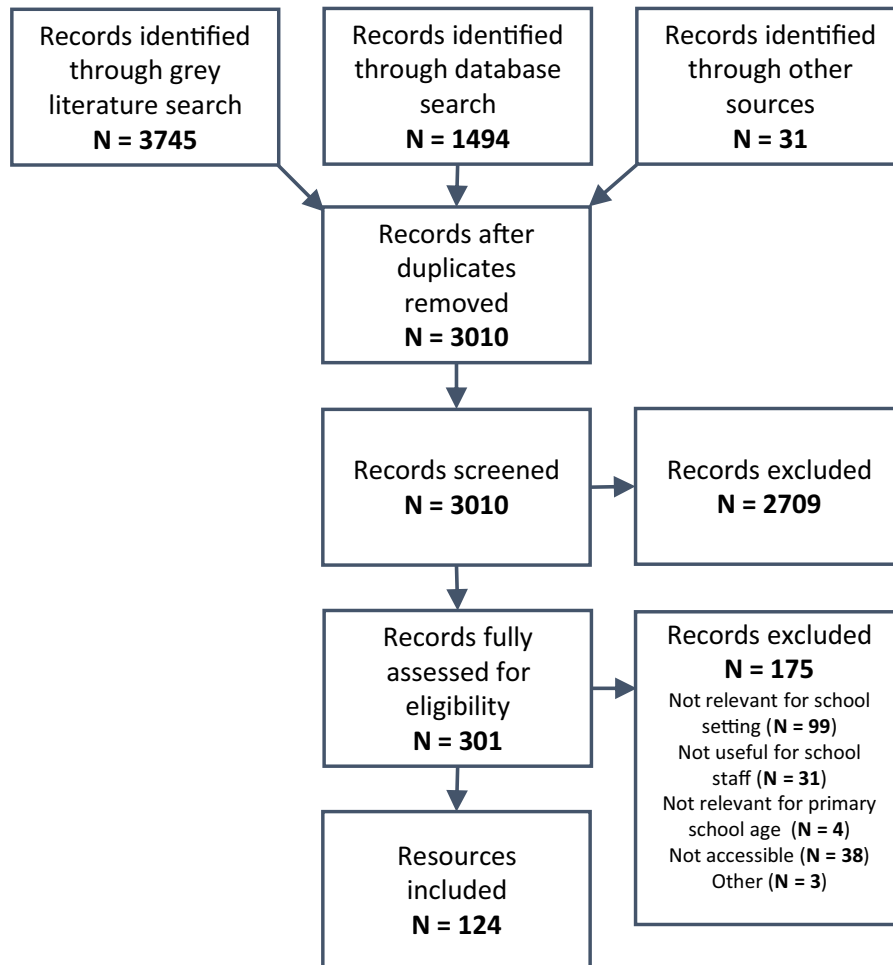 Records identified
through grey
literature search
N = 3745
Records identified
through database
search
N = 1494
Records identified
through other
sources
N = 31
Records after
duplicates
removed
N = 3010
Records screened
N = 3010
Records excluded
N = 2709
Records fully
assessed for
eligibility
N = 301
Records excluded
N = 175
Not relevant for school
setting (N = 99)
Not useful for school
staff (N = 31)
Not relevant for primary
school age (N = 4)
Not accessible (N = 38)
Other (N = 3)
Resources
included
N = 124